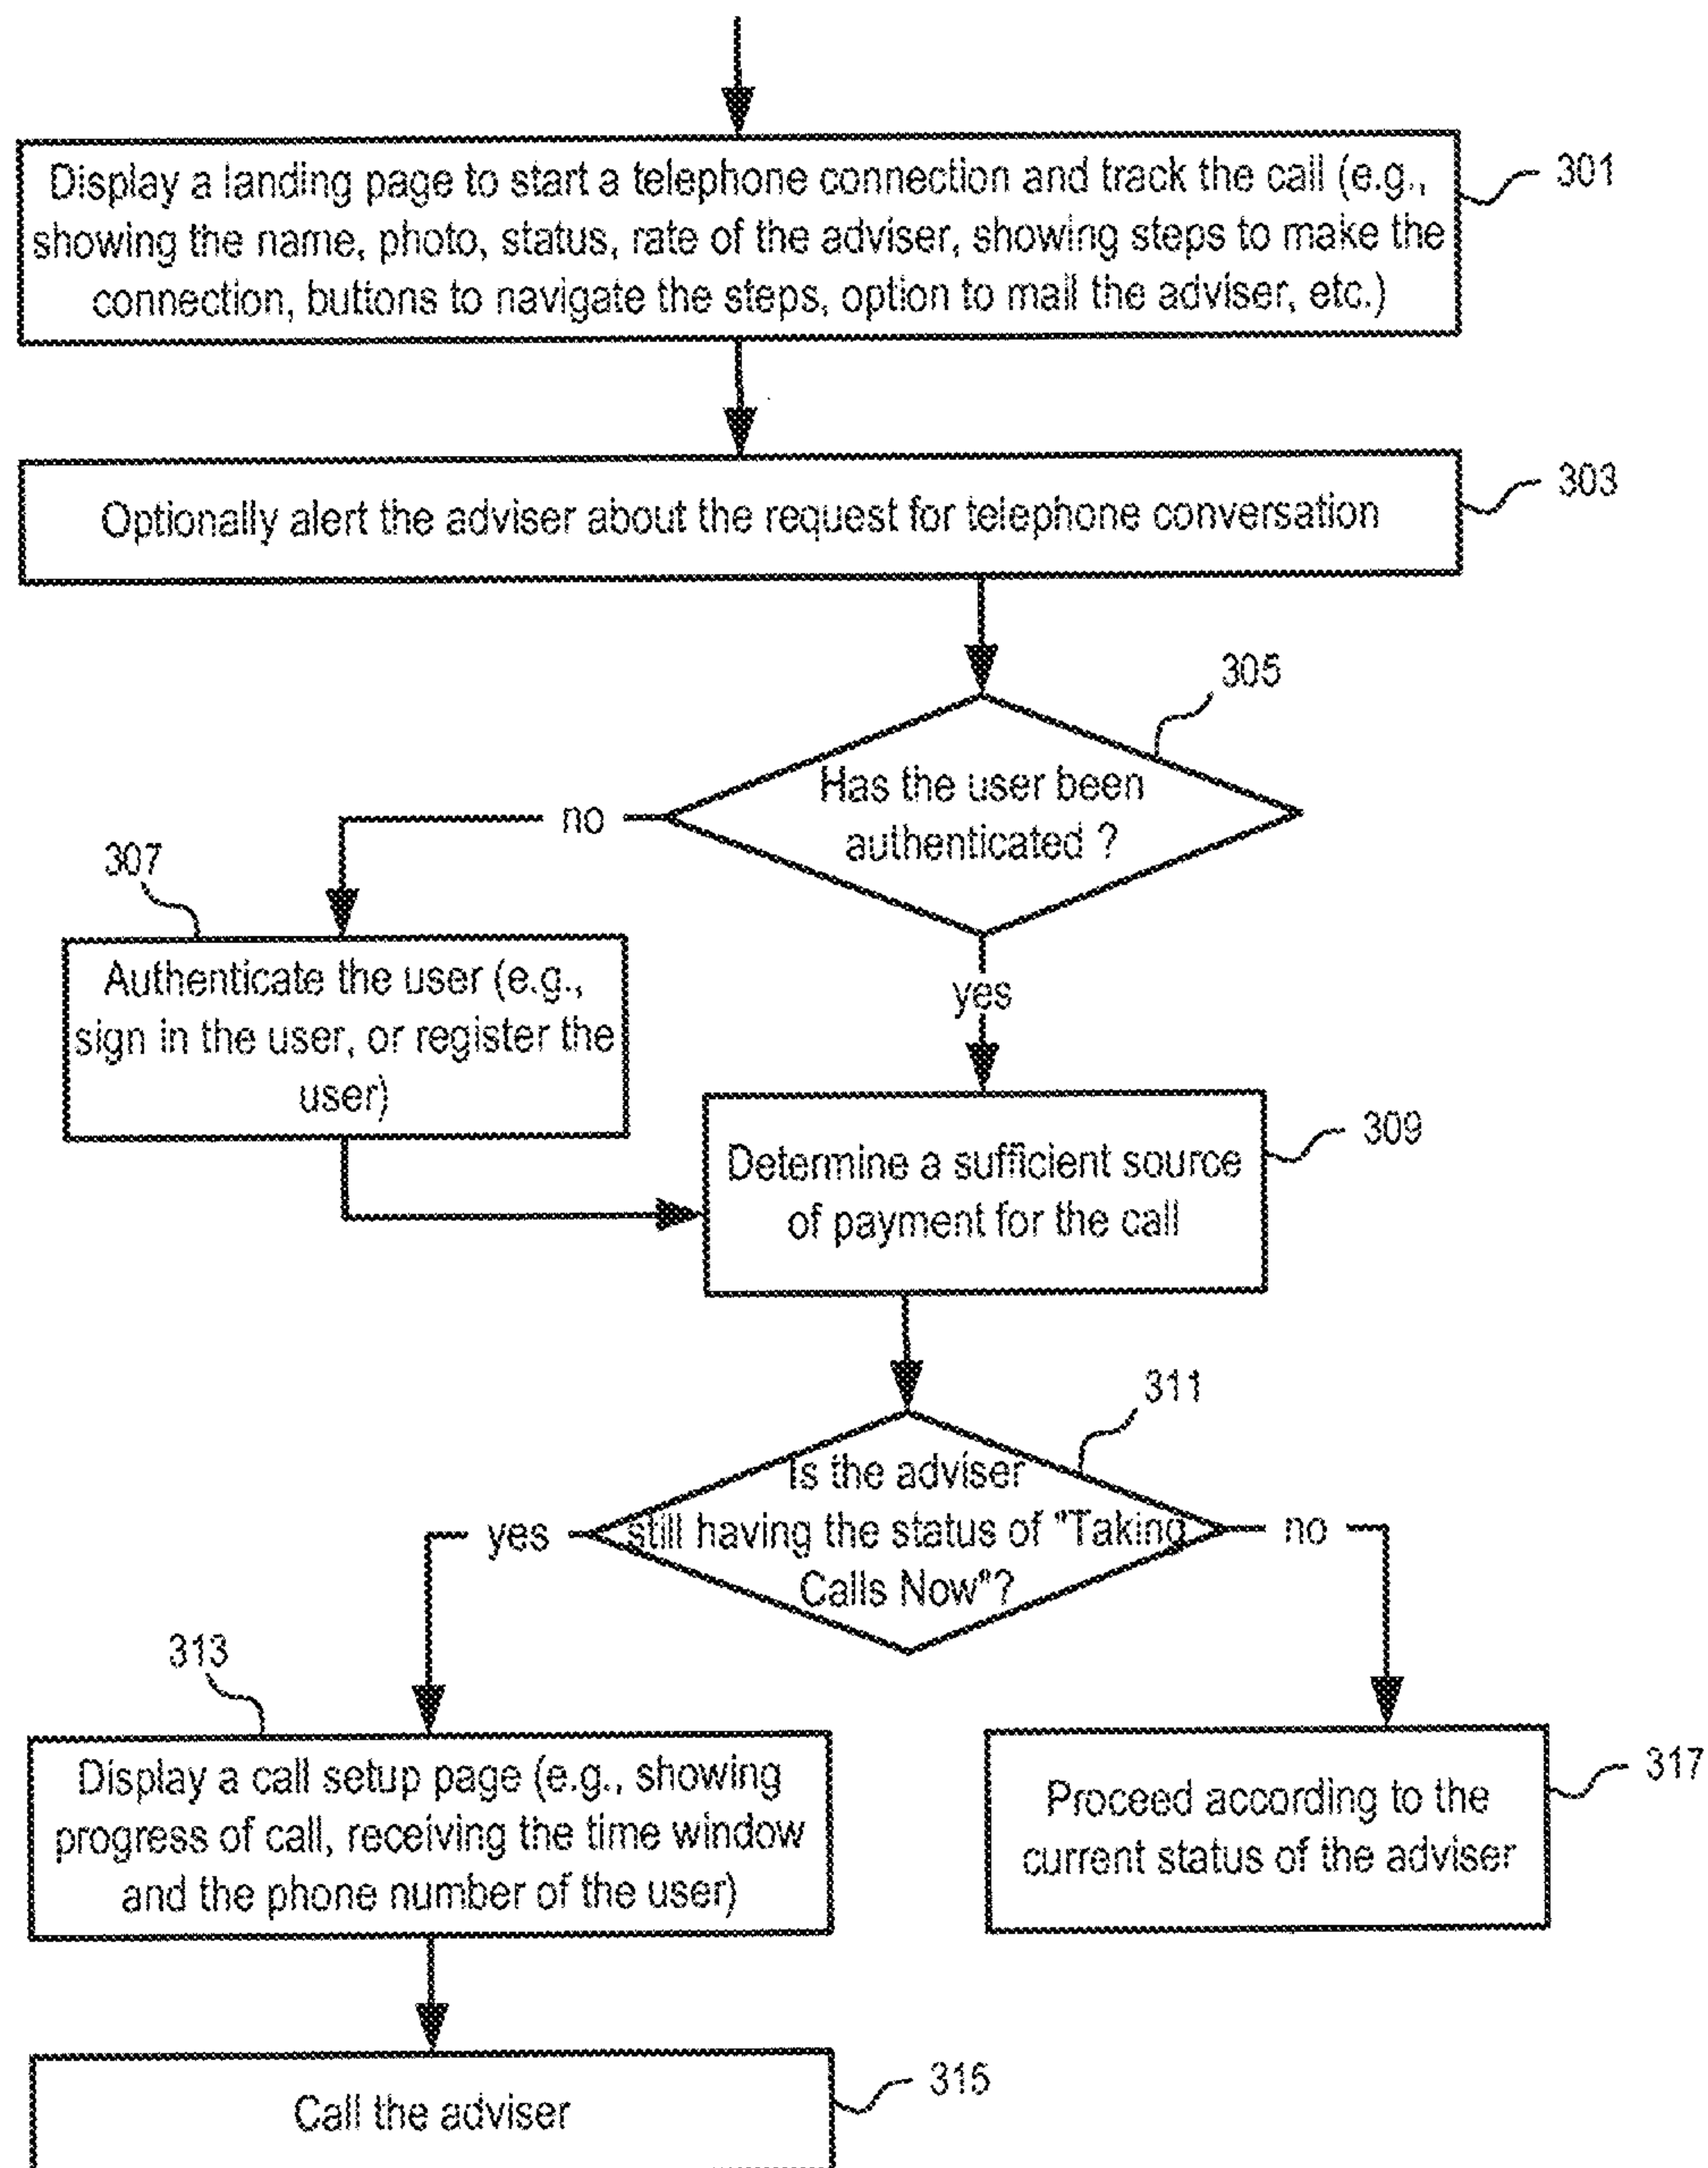 Display a landing page to start a telephone connection and track the call (e.g.,
showing the name, photo, status, rate of the adviser, showing steps to make the
connection, buttons to navigate the steps, option to mail the adviser, etc.)
301
Optionally alert the adviser about the request for telephone conversation
303
305
Has the user been
authenticated ?
no
307
Authenticate the user (e.g.,
sign in the user, or register the
user)
yes
309
Determine a sufficient source
of payment for the call
311
Is the adviser
still having the status of "Taking
Calls Now"?
yes
no
313
Display a call setup page (e.g., showing
progress of call, receiving the time window
and the phone number of the user)
317
Proceed according to the
current status of the adviser
315
Call the adviser